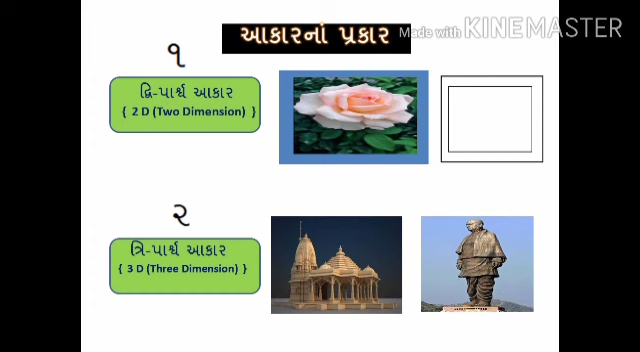 આકારનાં પ્રકાર
Made with KINEMASTER
૧
દ્વિ-પાર્શ્વ આકાર
{ 2 D (Two Dimension) }
૨
ત્રિ-પાર્શ્વ આકાર
{ 3 D (Three Dimension) }